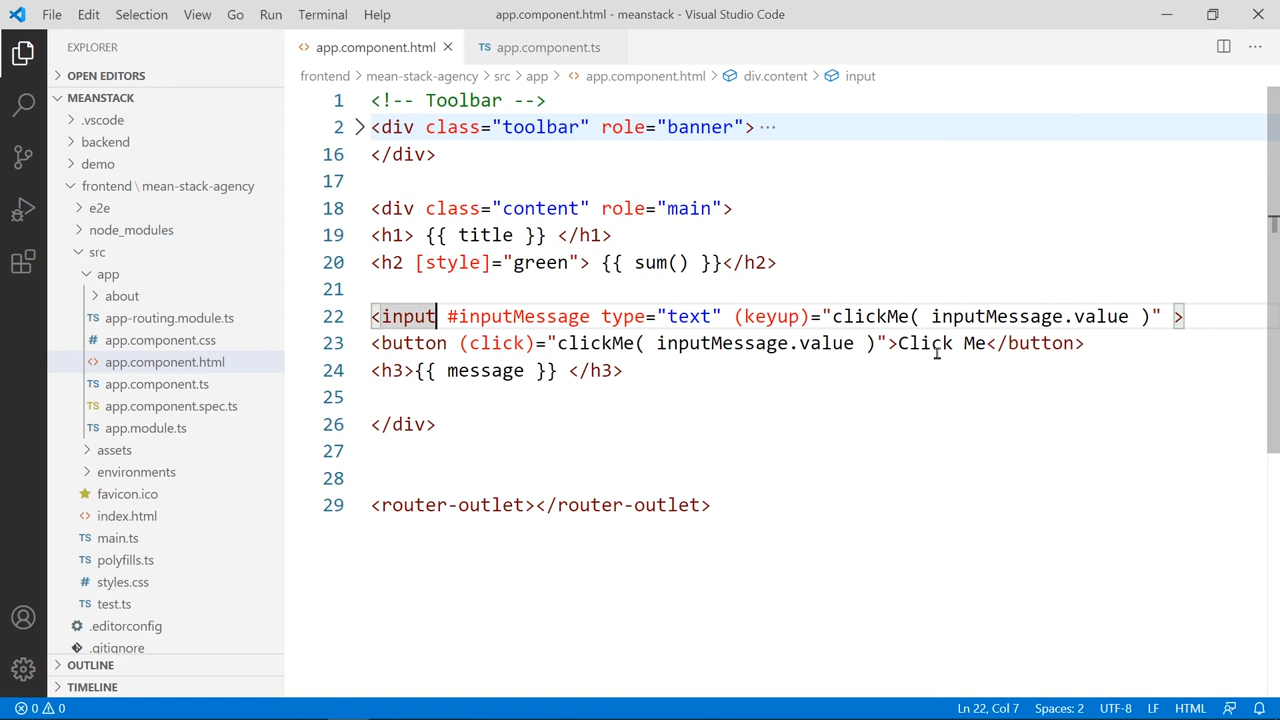 File Edit Selection View Go Run Terminal Help app.component.html - meanstack - Visual Studio Code
EXPLORER
OPEN EDITORS
MEANSTACK
.vscode
backend
demo
frontend \ mean-stack-agency
e2e
node_modules
src
app
about
app-routing.module.ts
# app.component.css
<> app.component.html
TS app.component.ts
TS app.component.spec.ts
TS app.module.ts
assets
environments
favicon.ico
<> index.html
TS main.ts
TS polyfills.ts
# styles.css
TS test.ts
.editorconfig
.gitignore
OUTLINE
TIMELINE
<> app.component.html TS app.component.ts
frontend > mean-stack-agency > src > app > <> app.component.html > div.content > input
1 <!-- Toolbar -->
2 <div class="toolbar" role="banner"> ...
16 </div>
17
18 <div class="content" role="main">
19 <h1> {{ title }} </h1>
20 <h2 [style]="green"> {{ sum() }}</h2>
21
22 <input #inputMessage type="text" (keyup)="clickMe( inputMessage.value )" >
23 <button (click)="clickMe( inputMessage.value )">Click Me</button>
24 <h3>{{ message }} </h3>
25
26 </div>
27
28
29 <router-outlet></router-outlet>
0 0 Ln 22, Col 7 Spaces: 2 UTF-8 LF HTML